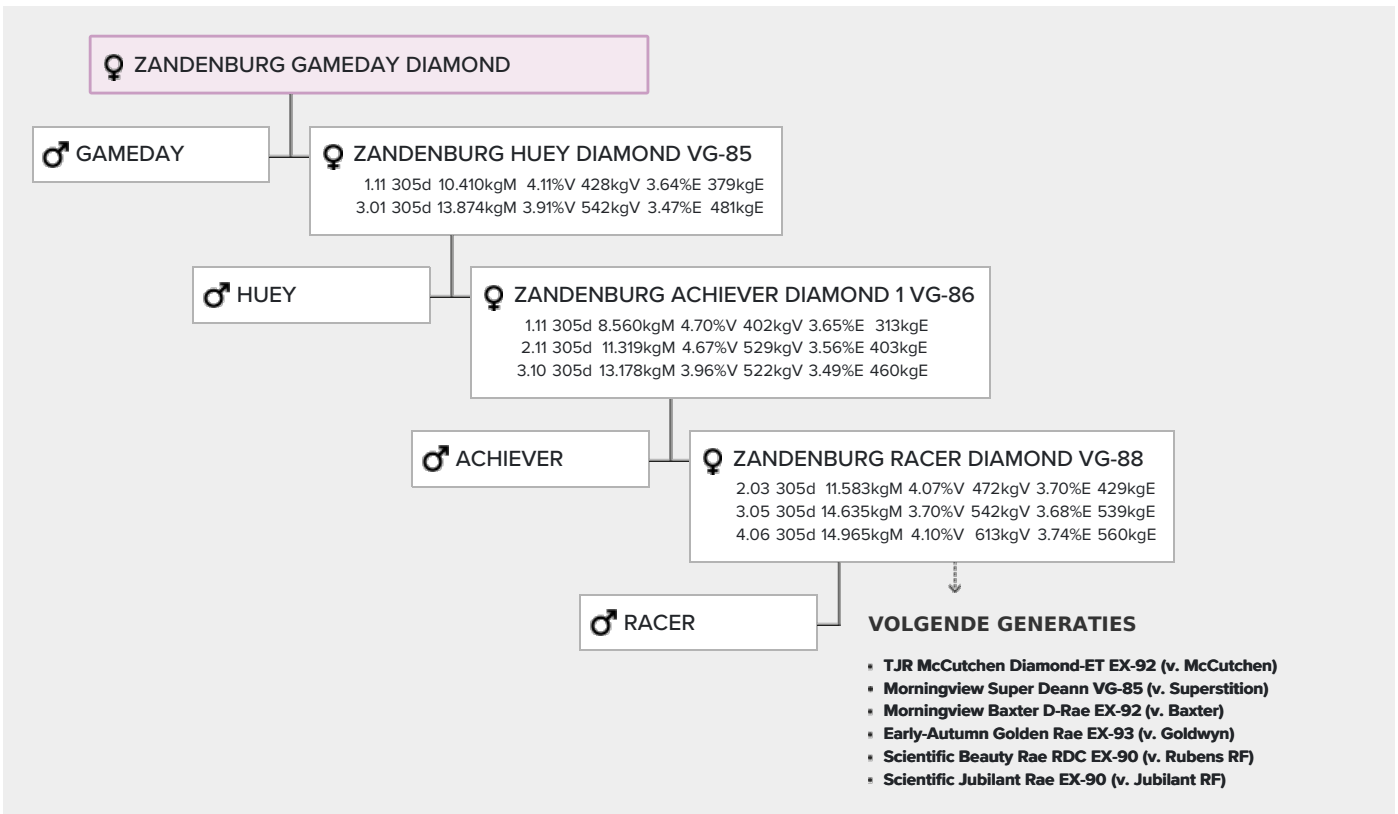 ZANDENBURG GAMEDAY DIAMOND
GAMEDAY
ZANDENBURG HUEY DIAMOND VG-85
1.11 305d 10.410kgM 4.11%V 428kgV 3.64%E 379kgE
3.01 305d 13.874kgM 3.91%V 542kgV 3.47%E 481kgE
HUEY
ZANDENBURG ACHIEVER DIAMOND 1 VG-86
1.11 305d 8.560kgM 4.70%V 402kgV 3.65%E 313kgE
2.11 305d 11.319kgM 4.67%V 529kgV 3.56%E 403kgE
3.10 305d 13.178kgM 3.96%V 522kgV 3.49%E 460kgE
ACHIEVER
ZANDENBURG RACER DIAMOND VG-88
2.03 305d 11.583kgM 4.07%V 472kgV 3.70%E 429kgE
3.05 305d 14.635kgM 3.70%V 542kgV 3.68%E 539kgE
4.06 305d 14.965kgM 4.10%V 613kgV 3.74%E 560kgE
RACER
VOLGENDE GENERATIES
▪ TJR McCutchen Diamond-ET EX-92 (v. McCutchen)
▪ Morningview Super Deann VG-85 (v. Superstition)
▪ Morningview Baxter D-Rae EX-92 (v. Baxter)
▪ Early-Autumn Golden Rae EX-93 (v. Goldwyn)
▪ Scientific Beauty Rae RDC EX-90 (v. Rubens RF)
▪ Scientific Jubilant Rae EX-90 (v. Jubilant RF)